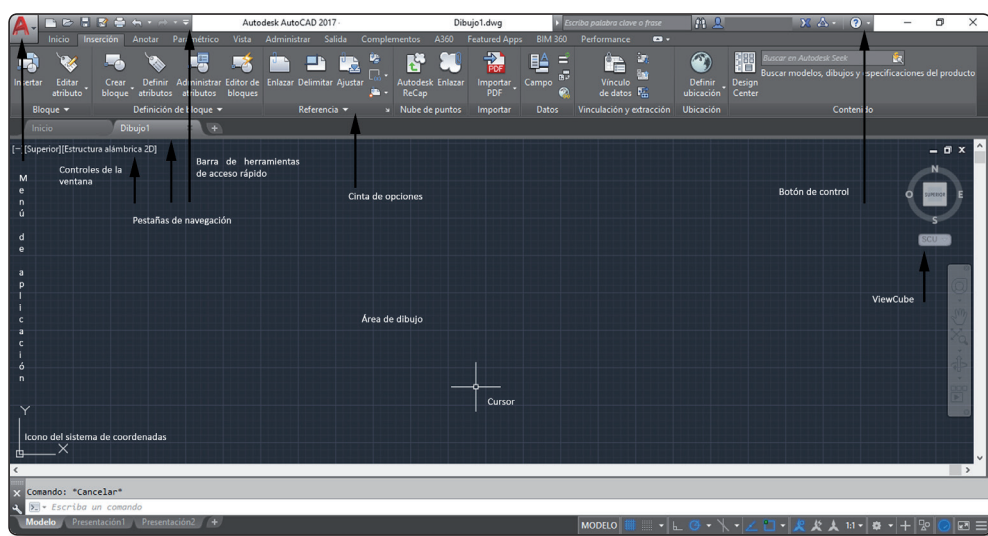 Autodesk AutoCAD 2017 - Dibujo1.dwg Escriba palabra clave o frase
Inicio Inserción Anotar Paramétrico Vista Administrar Salida Complementos A360 Featured Apps BIM 360 Performance
Insertar
Editar atributo
Crear bloque
Definir atributos
Administrar atributos
Editor de bloques
Enlazar Delimitar Ajustar
Autodesk ReCap
Enlazar
PDF
Importar PDF
Campo
Vínculo de datos
Definir ubicación
Design Center
Buscar en Autodesk Seek
Buscar modelos, dibujos y especificaciones del producto
Bloque Definición de bloque Referencia Nube de puntos Importar Datos Vinculación y extracción Ubicación Contenido
Inicio Dibujo1
[−][Superior][Estructura alámbrica 2D]
Menú de aplicación
Controles de la
ventana
Barra de herramientas
de acceso rápido
Pestañas de navegación
Cinta de opciones
Botón de control
N
O SUPERIOR E
S
SCU
ViewCube
Área de dibujo
Cursor
Y
Icono del sistema de coordenadas
X
Comando: *Cancelar*
Escriba un comando
Modelo Presentación1 Presentación2 MODELO 1:1